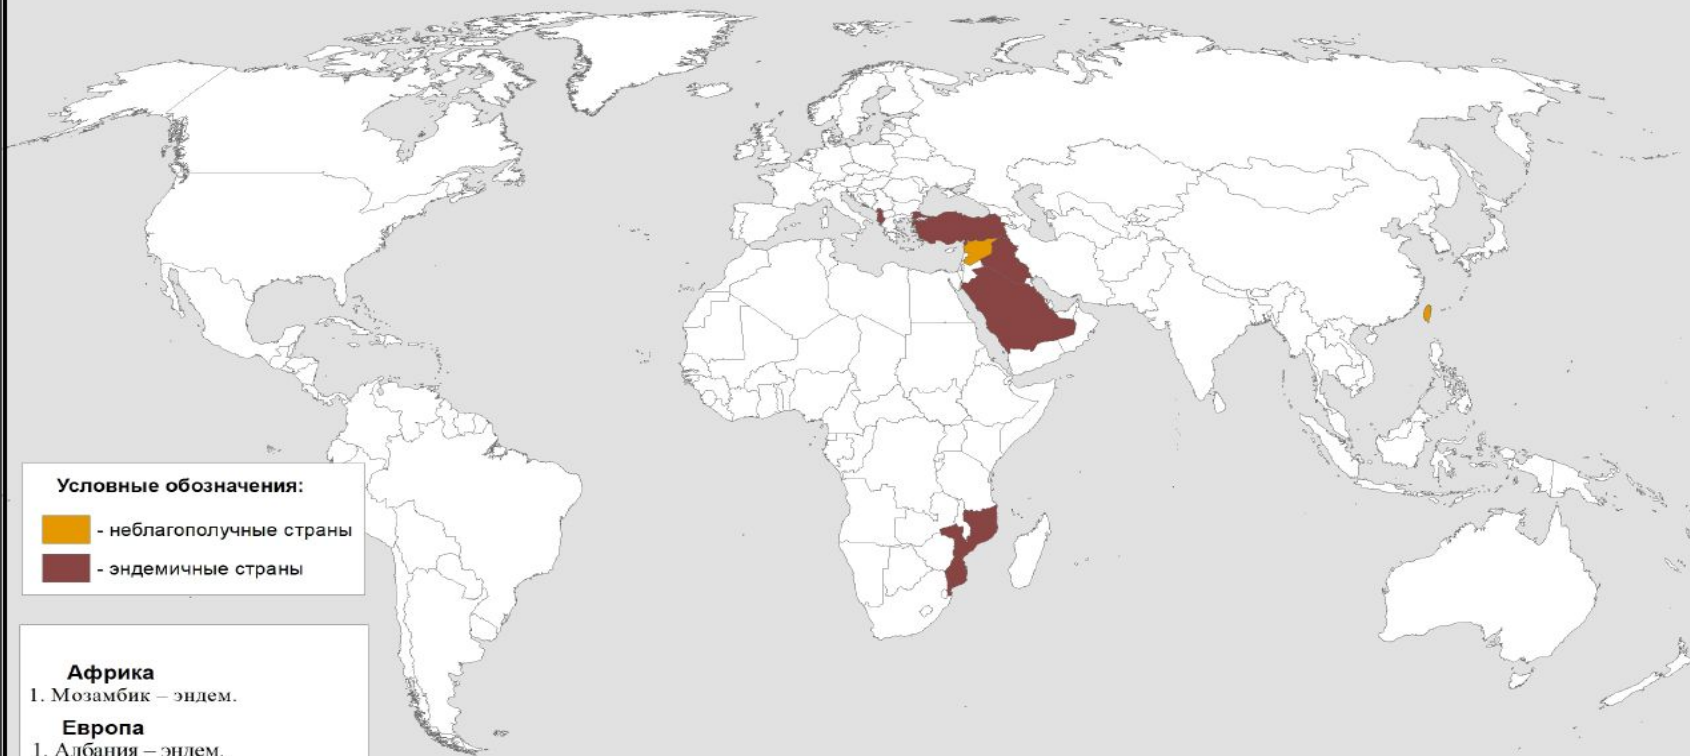 Условные обозначения:
- неблагополучные страны
- эндемичные страны
Африка
1. Мозамбик – эндем.
Европа
1. Албания – эндем.